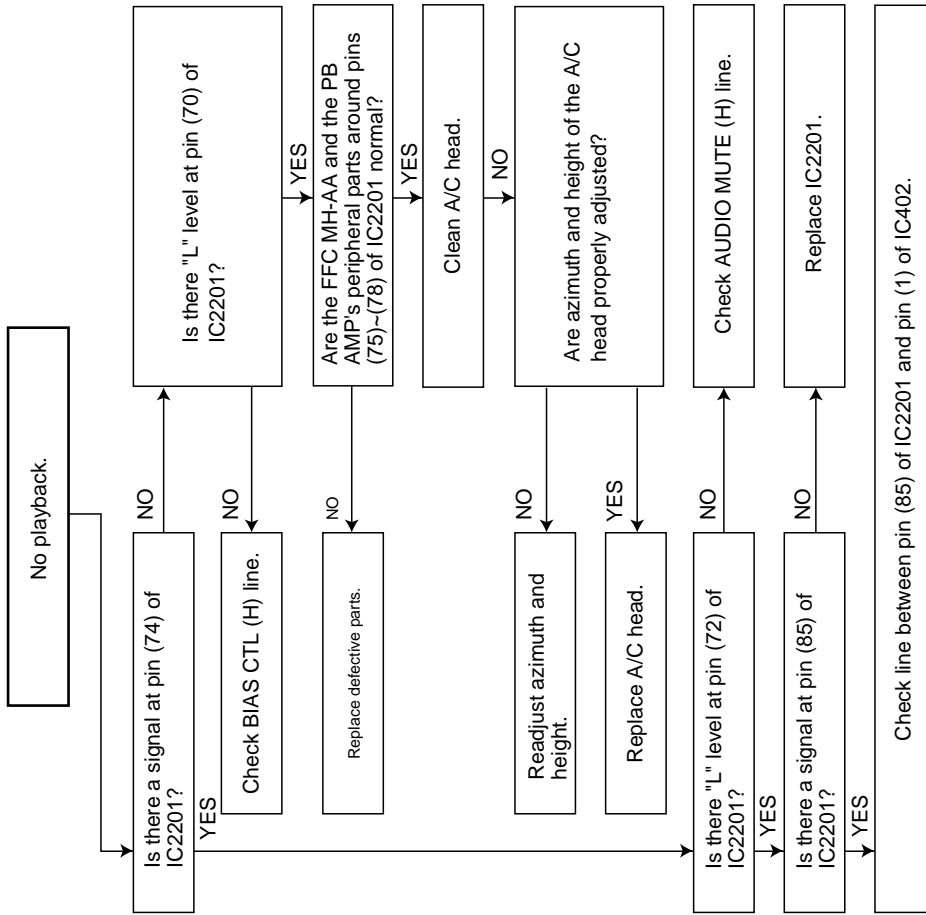 No playback.
Is there a signal at pin (74) of
IC2201?
NO
YES
Is there "L" level at pin (70) of
IC2201?
NO
YES
Check BIAS CTL (H) line.
Are the FFC MH-AA and the PB
AMP's peripheral parts around pins
(75)~(78) of IC2201 normal?
NO
YES
Replace defective parts.
Clean A/C head.
NO
Are azimuth and height of the A/C
head properly adjusted?
NO
Readjust azimuth and
height.
YES
Replace A/C head.
Is there "L" level at pin (72) of
IC2201?
NO
Check AUDIO MUTE (H) line.
YES
Is there a signal at pin (85) of
IC2201?
NO
Replace IC2201.
YES
Check line between pin (85) of IC2201 and pin (1) of IC402.